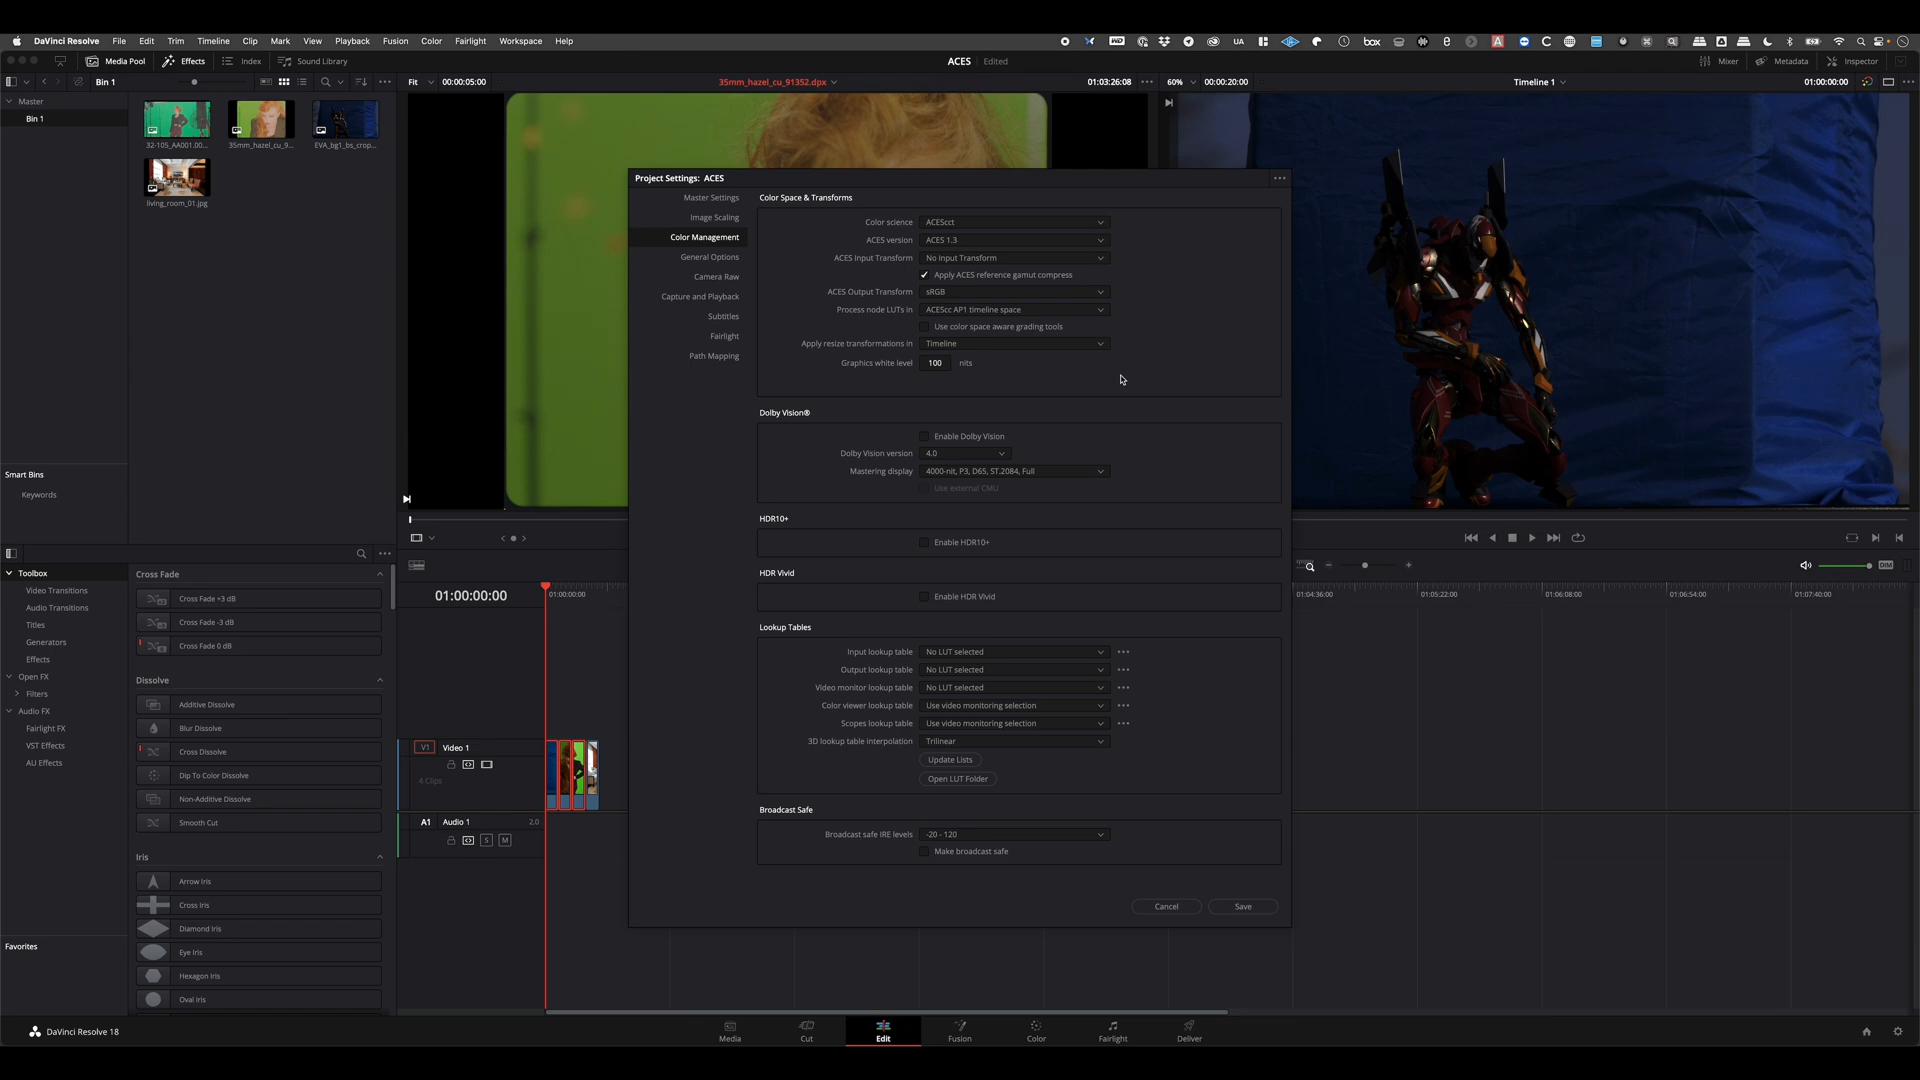 DaVinci Resolve File Edit Trim Timeline Clip Mark View Playback Fusion Color Fairlight Workspace Help
box UA
Media Pool Effects Index Sound Library ACES Edited Mixer Metadata Inspector
Bin 1 Fit 00:00:05:00 35mm_hazel_cu_91352.dpx 01:03:26:08 60% 00:00:20:00 Timeline 1 01:00:00:00
Master
Bin 1
32-105_AA001.00... 35mm_hazel_cu_9... EVA_bg1_bs_crop...
living_room_01.jpg
Smart Bins
Keywords
Project Settings: ACES
Master Settings
Image Scaling
Color Management
General Options
Camera Raw
Capture and Playback
Subtitles
Fairlight
Path Mapping
Color Space & Transforms
Color science ACEScct
ACES version ACES 1.3
ACES Input Transform No Input Transform
Apply ACES reference gamut compress
ACES Output Transform sRGB
Process node LUTs in ACEScc AP1 timeline space
Use color space aware grading tools
Apply resize transformations in Timeline
Graphics white level 100 nits
Dolby Vision®
Enable Dolby Vision
Dolby Vision version 4.0
Mastering display 4000-nit, P3, D65, ST.2084, Full
Use external CMU
HDR10+
Enable HDR10+
HDR Vivid
Enable HDR Vivid
Lookup Tables
Input lookup table No LUT selected
Output lookup table No LUT selected
Video monitor lookup table No LUT selected
Color viewer lookup table Use video monitoring selection
Scopes lookup table Use video monitoring selection
3D lookup table interpolation Trilinear
Update Lists
Open LUT Folder
Broadcast Safe
Broadcast safe IRE levels -20 - 120
Make broadcast safe
Cancel Save
Toolbox
Video Transitions
Audio Transitions
Titles
Generators
Effects
Open FX
Filters
Audio FX
Fairlight FX
VST Effects
AU Effects
Favorites
Cross Fade
Cross Fade +3 dB
Cross Fade -3 dB
Cross Fade 0 dB
Dissolve
Additive Dissolve
Blur Dissolve
Cross Dissolve
Dip To Color Dissolve
Non-Additive Dissolve
Smooth Cut
Iris
Arrow Iris
Cross Iris
Diamond Iris
Eye Iris
Hexagon Iris
Oval Iris
DIM
01:00:00:00 01:00:00:00 01:04:36:00 01:05:22:00 01:06:08:00 01:06:54:00 01:07:40:00
V1 Video 1
4 Clips
A1 Audio 1 2.0
S M
DaVinci Resolve 18
Media Cut Edit Fusion Color Fairlight Deliver